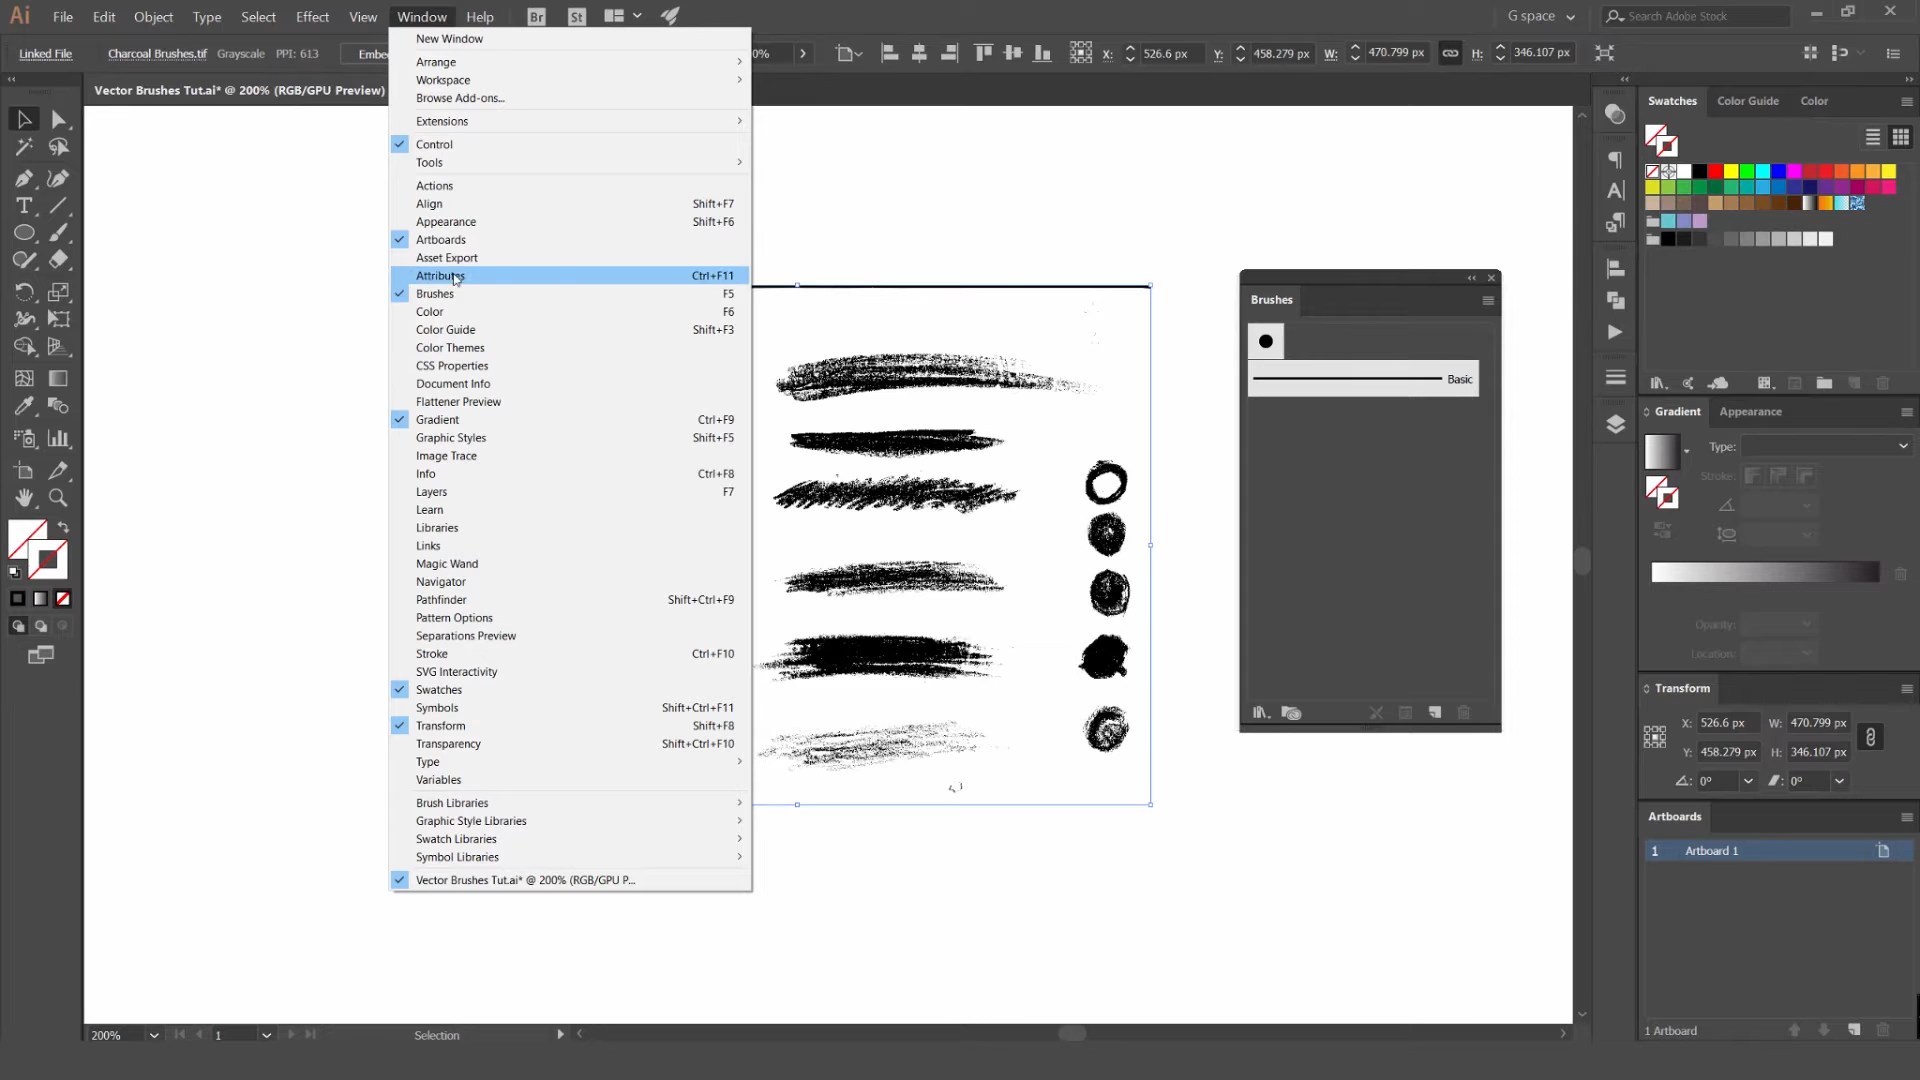 Ai File Edit Object Type Select Effect View Window Help Br St G space Search Adobe Stock
Linked File Charcoal Brushes.tif Grayscale PPI: 613 Embe 0% X: 526.6 px Y: 458.279 px W: 470.799 px H: 346.107 px
Vector Brushes Tut.ai* @ 200% (RGB/GPU Preview)
New Window
Arrange
Workspace
Browse Add-ons...
Extensions
Control
Tools
Actions
Align Shift+F7
Appearance Shift+F6
Artboards
Asset Export
Attributes Ctrl+F11
Brushes F5
Color F6
Color Guide Shift+F3
Color Themes
CSS Properties
Document Info
Flattener Preview
Gradient Ctrl+F9
Graphic Styles Shift+F5
Image Trace
Info Ctrl+F8
Layers F7
Learn
Libraries
Links
Magic Wand
Navigator
Pathfinder Shift+Ctrl+F9
Pattern Options
Separations Preview
Stroke Ctrl+F10
SVG Interactivity
Swatches
Symbols Shift+Ctrl+F11
Transform Shift+F8
Transparency Shift+Ctrl+F10
Type
Variables
Brush Libraries
Graphic Style Libraries
Swatch Libraries
Symbol Libraries
Vector Brushes Tut.ai* @ 200% (RGB/GPU P...
Brushes
Basic
Swatches Color Guide Color
Gradient Appearance
Type:
Stroke:
Opacity:
Location:
Transform
X: 526.6 px W: 470.799 px
Y: 458.279 px H: 346.107 px
0° 0°
Artboards
1 Artboard 1
1 Artboard
200% 1 Selection